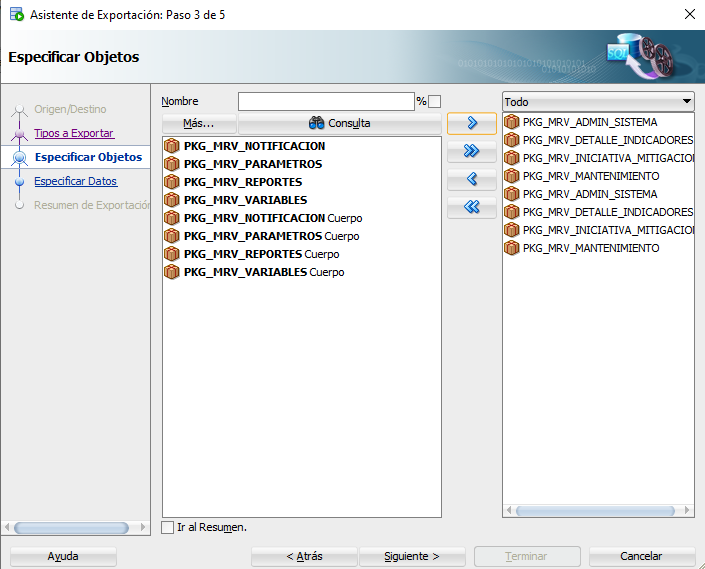 Asistente de Exportación: Paso 3 de 5
Especificar Objetos
SQL
Origen/Destino
Tipos a Exportar
Especificar Objetos
Especificar Datos
Resumen de Exportación
Nombre
%
Más...
Consulta
PKG_MRV_NOTIFICACION
PKG_MRV_PARAMETROS
PKG_MRV_REPORTES
PKG_MRV_VARIABLES
PKG_MRV_NOTIFICACION Cuerpo
PKG_MRV_PARAMETROS Cuerpo
PKG_MRV_REPORTES Cuerpo
PKG_MRV_VARIABLES Cuerpo
Ir al Resumen.
Todo
PKG_MRV_ADMIN_SISTEMA
PKG_MRV_DETALLE_INDICADORES
PKG_MRV_INICIATIVA_MITIGACIO
PKG_MRV_MANTENIMIENTO
PKG_MRV_ADMIN_SISTEMA
PKG_MRV_DETALLE_INDICADORES
PKG_MRV_INICIATIVA_MITIGACIO
PKG_MRV_MANTENIMIENTO
Ayuda
< Atrás
Siguiente >
Terminar
Cancelar